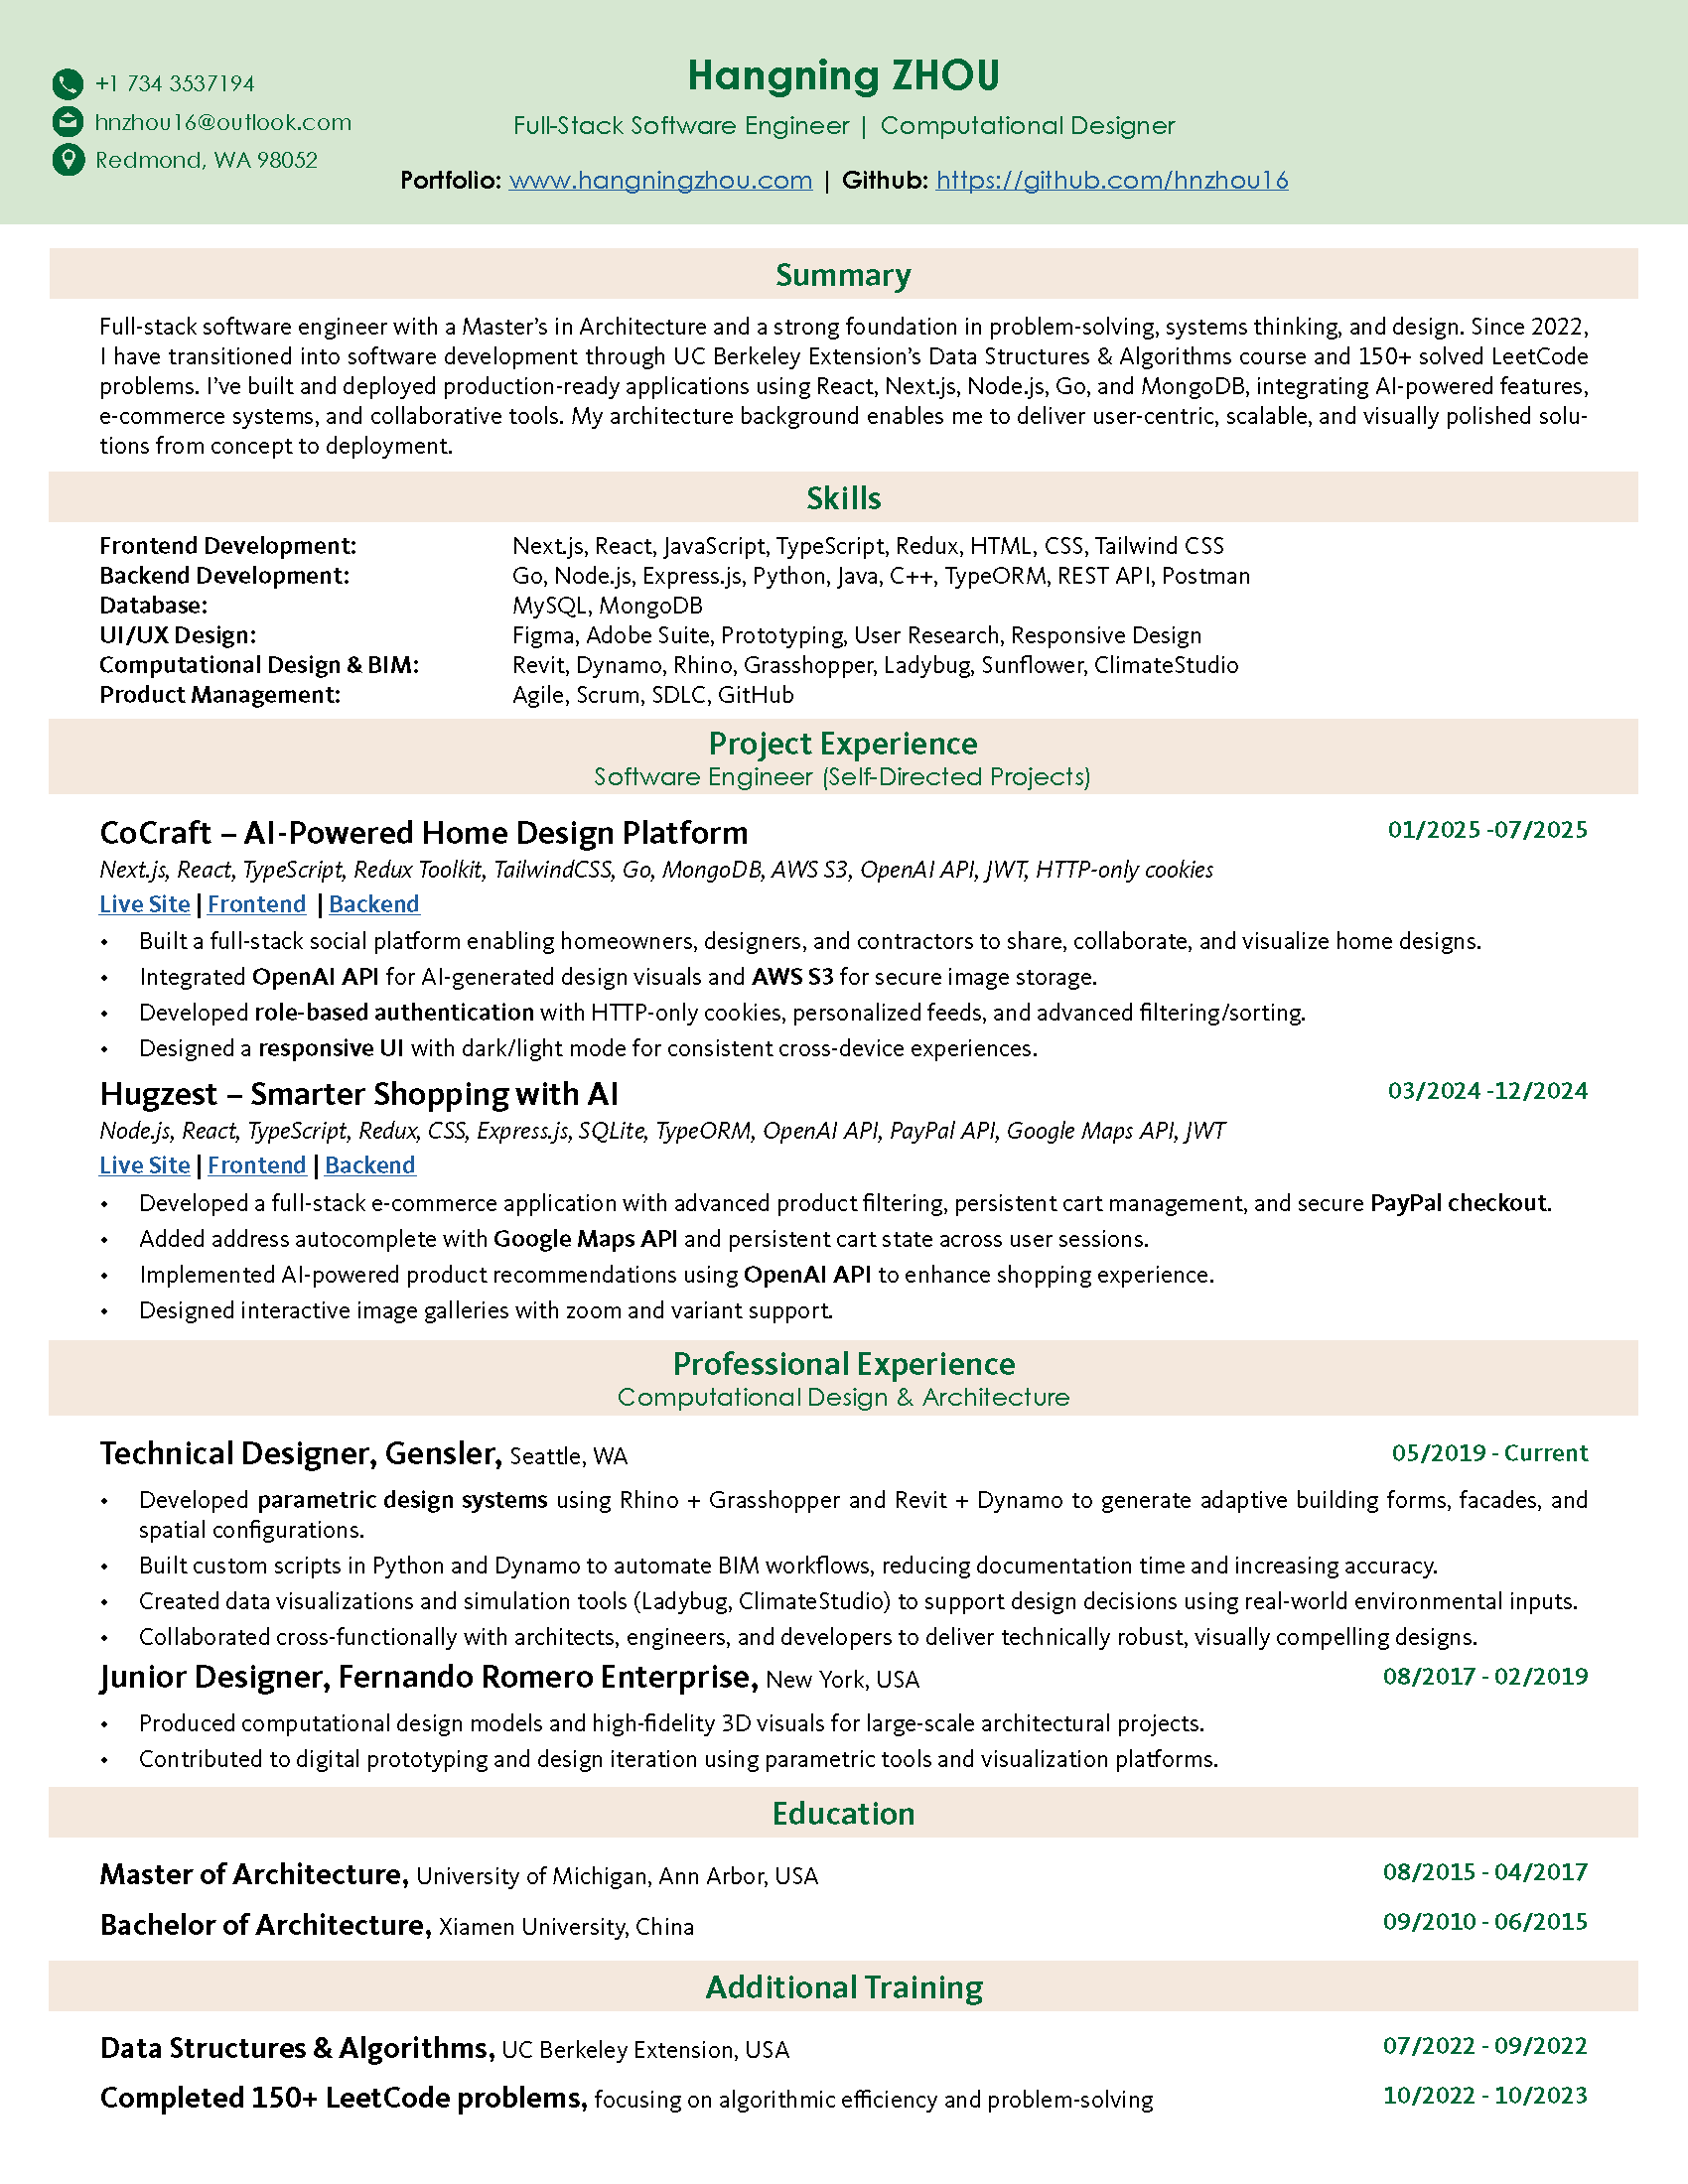 Hangning ZHOU
+1 734 3537194
hnzhou16@outlook.com
Redmond, WA 98052
Full-Stack Software Engineer | Computational Designer
Portfolio: www.hangningzhou.com | Github: https://github.com/hnzhou16
Summary
Full-stack software engineer with a Master's in Architecture and a strong foundation in problem-solving, systems thinking, and design. Since 2022,
I have transitioned into software development through UC Berkeley Extension's Data Structures & Algorithms course and 150+ solved LeetCode
problems. I've built and deployed production-ready applications using React, Next.js, Node.js, Go, and MongoDB, integrating AI-powered features,
e-commerce systems, and collaborative tools. My architecture background enables me to deliver user-centric, scalable, and visually polished solu-
tions from concept to deployment.
Skills
Frontend Development: Next.js, React, JavaScript, TypeScript, Redux, HTML, CSS, Tailwind CSS
Backend Development: Go, Node.js, Express.js, Python, Java, C++, TypeORM, REST API, Postman
Database: MySQL, MongoDB
UI/UX Design: Figma, Adobe Suite, Prototyping, User Research, Responsive Design
Computational Design & BIM: Revit, Dynamo, Rhino, Grasshopper, Ladybug, Sunflower, ClimateStudio
Product Management: Agile, Scrum, SDLC, GitHub
Project Experience
Software Engineer (Self-Directed Projects)
CoCraft – AI-Powered Home Design Platform 01/2025 -07/2025
Next.js, React, TypeScript, Redux Toolkit, TailwindCSS, Go, MongoDB, AWS S3, OpenAI API, JWT, HTTP-only cookies
Live Site | Frontend | Backend
• Built a full-stack social platform enabling homeowners, designers, and contractors to share, collaborate, and visualize home designs.
• Integrated OpenAI API for AI-generated design visuals and AWS S3 for secure image storage.
• Developed role-based authentication with HTTP-only cookies, personalized feeds, and advanced filtering/sorting.
• Designed a responsive UI with dark/light mode for consistent cross-device experiences.
Hugzest – Smarter Shopping with AI 03/2024 -12/2024
Node.js, React, TypeScript, Redux, CSS, Express.js, SQLite, TypeORM, OpenAI API, PayPal API, Google Maps API, JWT
Live Site | Frontend | Backend
• Developed a full-stack e-commerce application with advanced product filtering, persistent cart management, and secure PayPal checkout.
• Added address autocomplete with Google Maps API and persistent cart state across user sessions.
• Implemented AI-powered product recommendations using OpenAI API to enhance shopping experience.
• Designed interactive image galleries with zoom and variant support.
Professional Experience
Computational Design & Architecture
Technical Designer, Gensler, Seattle, WA 05/2019 - Current
• Developed parametric design systems using Rhino + Grasshopper and Revit + Dynamo to generate adaptive building forms, facades, and
spatial configurations.
• Built custom scripts in Python and Dynamo to automate BIM workflows, reducing documentation time and increasing accuracy.
• Created data visualizations and simulation tools (Ladybug, ClimateStudio) to support design decisions using real-world environmental inputs.
• Collaborated cross-functionally with architects, engineers, and developers to deliver technically robust, visually compelling designs.
Junior Designer, Fernando Romero Enterprise, New York, USA 08/2017 - 02/2019
• Produced computational design models and high-fidelity 3D visuals for large-scale architectural projects.
• Contributed to digital prototyping and design iteration using parametric tools and visualization platforms.
Education
Master of Architecture, University of Michigan, Ann Arbor, USA 08/2015 - 04/2017
Bachelor of Architecture, Xiamen University, China 09/2010 - 06/2015
Additional Training
Data Structures & Algorithms, UC Berkeley Extension, USA 07/2022 - 09/2022
Completed 150+ LeetCode problems, focusing on algorithmic efficiency and problem-solving 10/2022 - 10/2023